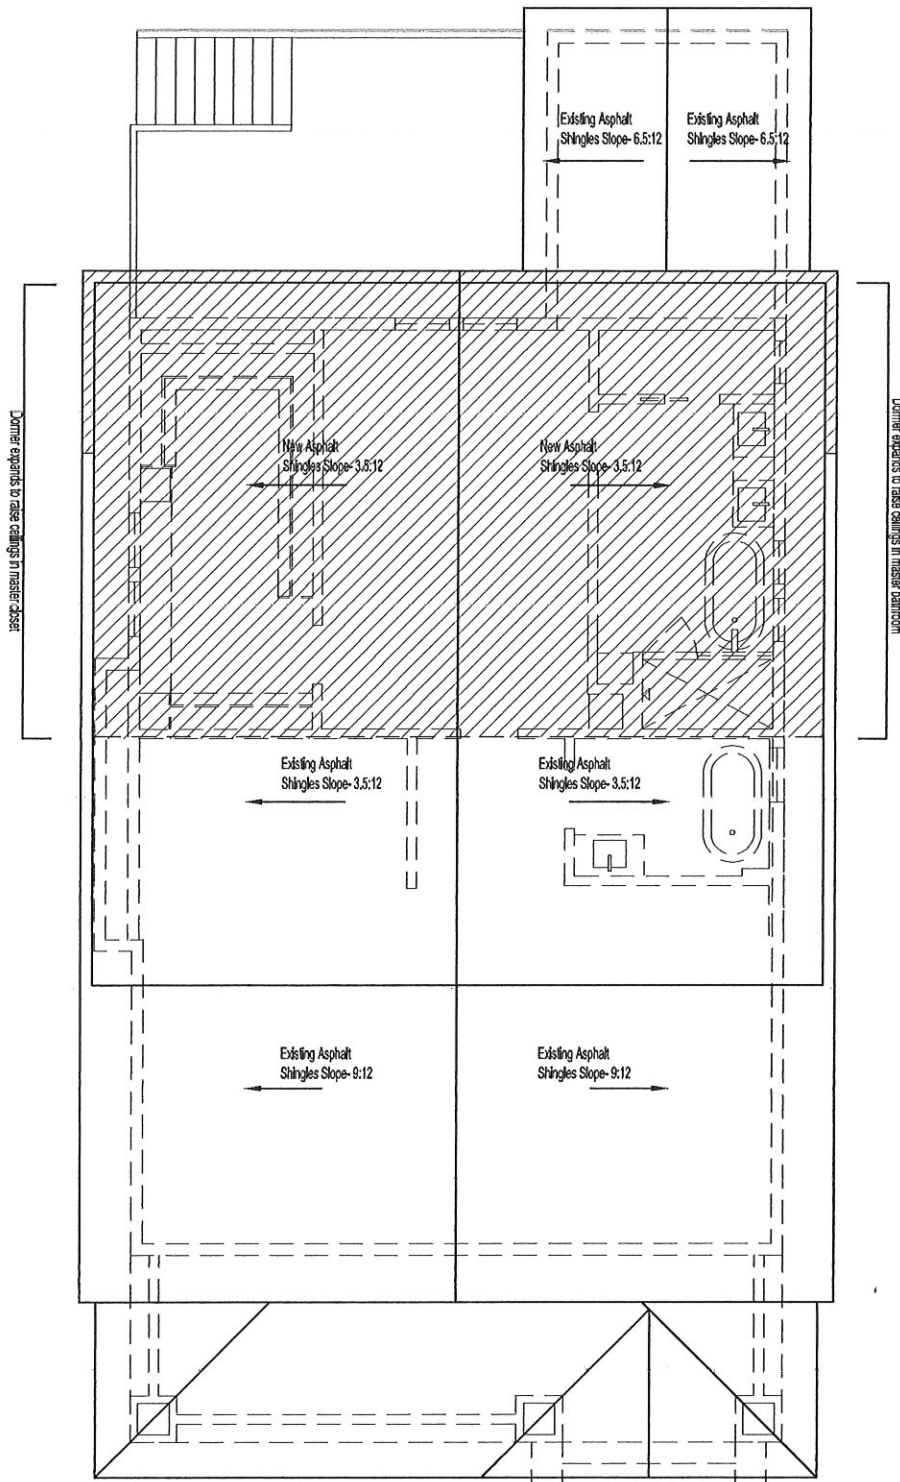 Existing Asphalt
Shingles Slope- 6.5:12
Existing Asphalt
Shingles Slope- 6.5:12
Dormer expands to raise ceilings in master closet
New Asphalt
Shingles Slope- 3.5:12
New Asphalt
Shingles Slope- 3.5:12
Dormer expands to raise ceilings in master bathroom
Existing Asphalt
Shingles Slope- 3.5:12
Existing Asphalt
Shingles Slope- 3.5:12
Existing Asphalt
Shingles Slope- 9:12
Existing Asphalt
Shingles Slope- 9:12